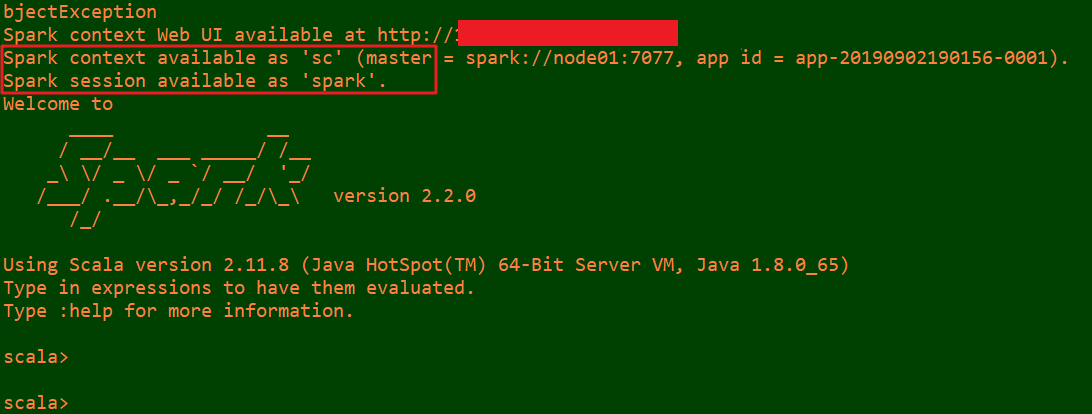 bjectException
Spark context Web UI available at http://1
Spark context available as 'sc' (master = spark://node01:7077, app id = app-20190902190156-0001).
Spark session available as 'spark'.
Welcome to
      ____              __
     / __/__  ___ _____/ /__
    _\ \/ _ \/ _ `/ __/  '_/
   /___/ .__/\_,_/_/ /_/\_\   version 2.2.0
      /_/
Using Scala version 2.11.8 (Java HotSpot(TM) 64-Bit Server VM, Java 1.8.0_65)
Type in expressions to have them evaluated.
Type :help for more information.
scala>
scala>